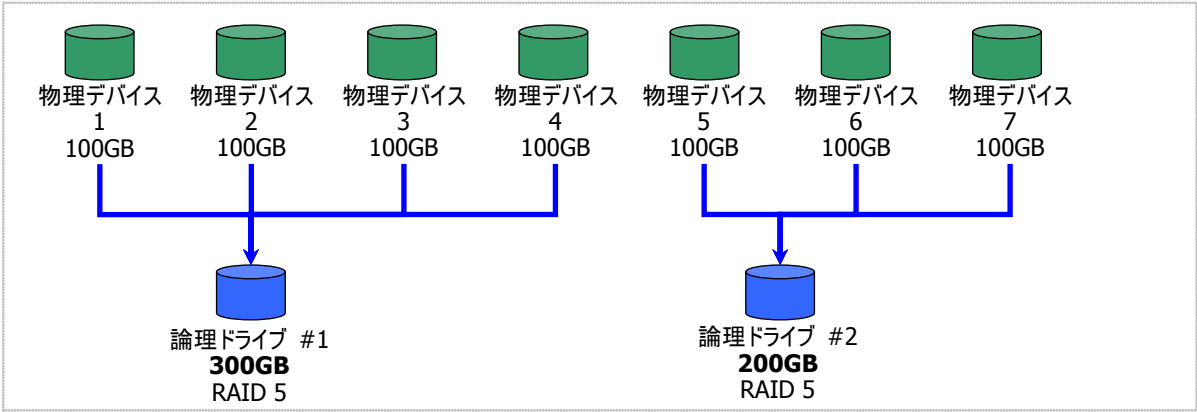 物理デバイス 物理デバイス 物理デバイス 物理デバイス 物理デバイス 物理デバイス 物理デバイス
1 2 3 4 5 6 7
100GB 100GB 100GB 100GB 100GB 100GB 100GB
論理ドライブ #1 論理ドライブ #2
300GB 200GB
RAID 5 RAID 5